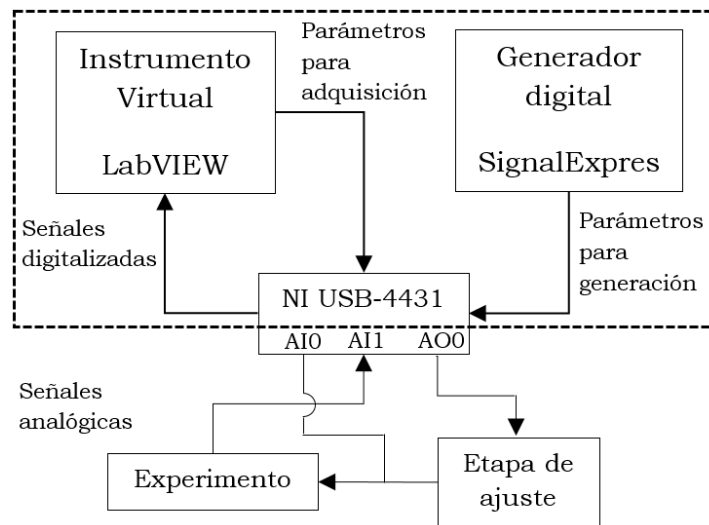 Instrumento
Virtual
LabVIEW
Parámetros
para
adquisición
Generador
digital
SignalExpres
Señales
digitalizadas
Parámetros
para
generación
NI USB-4431
AI0 AI1 AO0
Señales
analógicas
Experimento
Etapa de
ajuste